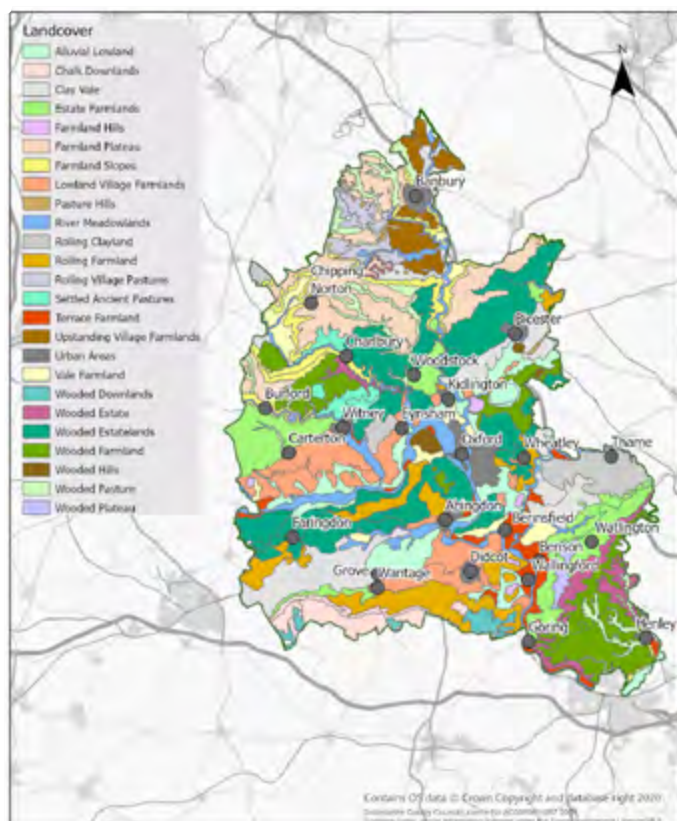 Landcover
Alluvial Lowland
Chalk Downlands
Clay Vale
Estate Farmlands
Farmland Hills
Farmland Plateau
Farmland Slopes
Lowland Village Farmlands
Pasture Hills
River Meadowlands
Rolling Clayland
Rolling Farmland
Rolling Village Pastures
Settled Ancient Pastures
Terrace Farmland
Upstanding Village Farmlands
Urban Areas
Vale Farmland
Wooded Downlands
Wooded Estate
Wooded Estatelands
Wooded Farmland
Wooded Hills
Wooded Pasture
Wooded Plateau
N
Banbury
Chipping
Norton
Bicester
Charlbury
Woodstock
Kidlington
Burford
Witney
Eynsham
Carterton
Oxford
Wheatley
Thame
Abingdon
Berinsfield
Faringdon
Watlington
Benson
Didcot
Wallingford
Grove
Wantage
Goring
Henley
Contains OS data © Crown Copyright and database right 2020